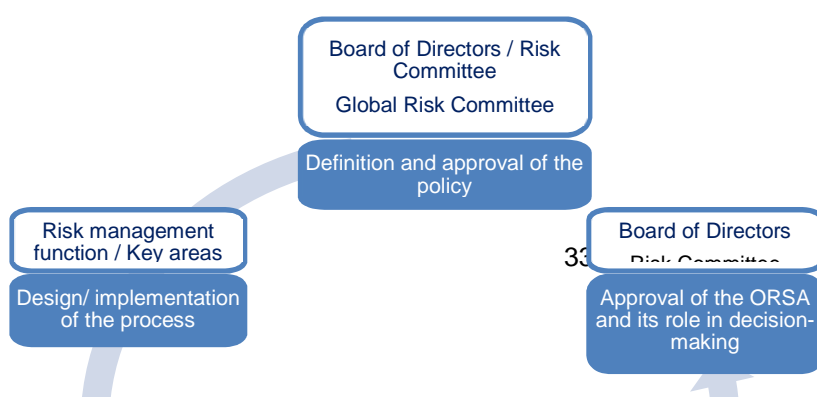 Board of Directors / Risk
Committee
Global Risk Committee
Definition and approval of the
policy
Risk management
function / Key areas
Design/ implementation
of the process
33
Board of Directors
Risk Committee
Approval of the ORSA
and its role in decision-
making